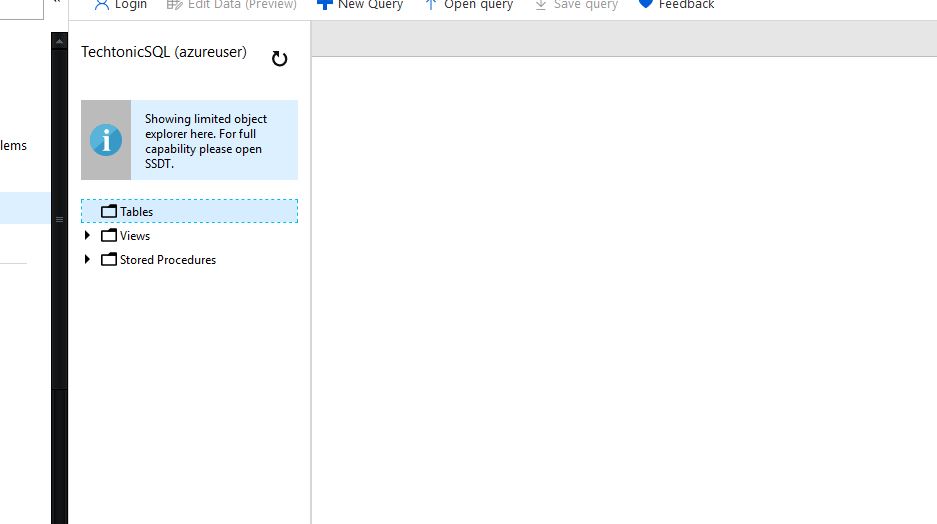 Login
Edit Data (Preview)
New Query
Open query
Save query
Feedback
TechtonicSQL (azureuser)
Showing limited object
explorer here. For full
capability please open
SSDT.
lems
Tables
Views
Stored Procedures